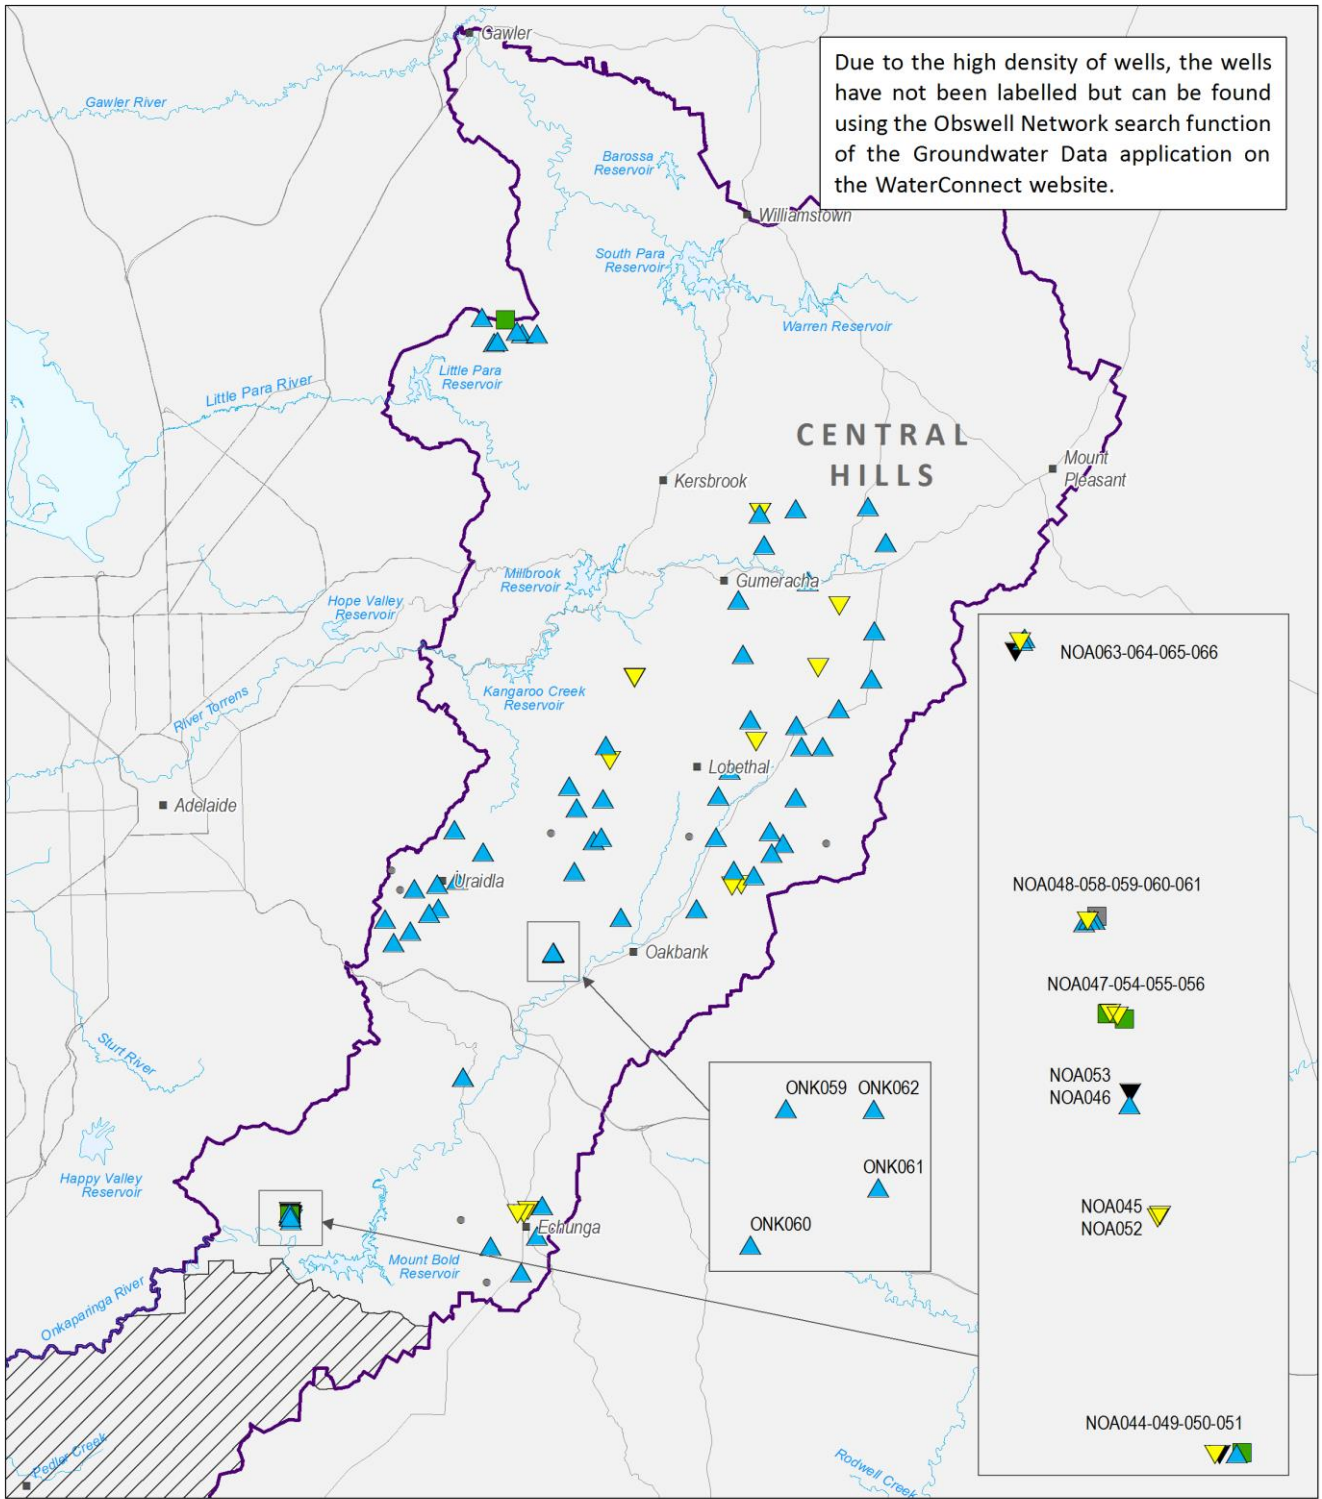 Gawler
Due to the high density of wells, the wells
have not been labelled but can be found
using the Obswell Network search function
of the Groundwater Data application on
the WaterConnect website.
Gawler River
Barossa
Reservoir
Williamstown
South Para
Reservoir
Warren Reservoir
Little Para
Reservoir
Little Para River
CENTRAL
HILLS
Mount
Pleasant
Kersbrook
Millbrook
Reservoir
Gumeracha
Hope Valley
Reservoir
NOA063-064-065-066
Kangaroo Creek
Reservoir
River Torrens
Lobethal
Adelaide
Uraidla
NOA048-058-059-060-061
Oakbank
NOA047-054-055-056
Sturt River
NOA053
NOA046
ONK059 ONK062
Happy Valley
Reservoir
ONK061
NOA045
NOA052
Echunga
ONK060
Mount Bold
Reservoir
Onkaparinga River
NOA044-049-050-051
Pedler Creek
Rodwell Creek